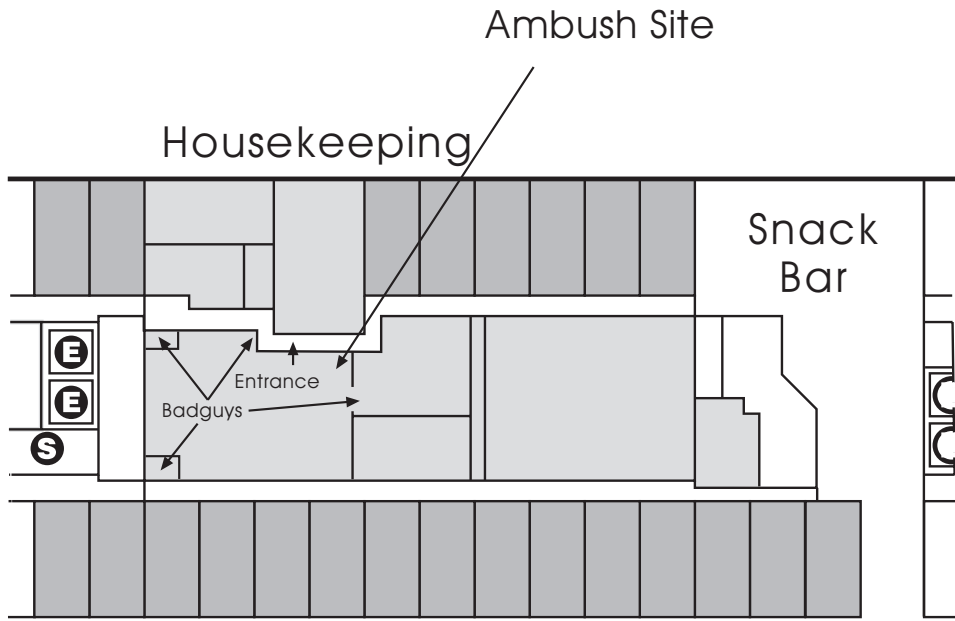 Ambush Site
Housekeeping
Snack
Bar
E
Entrance
E
Badguys
S